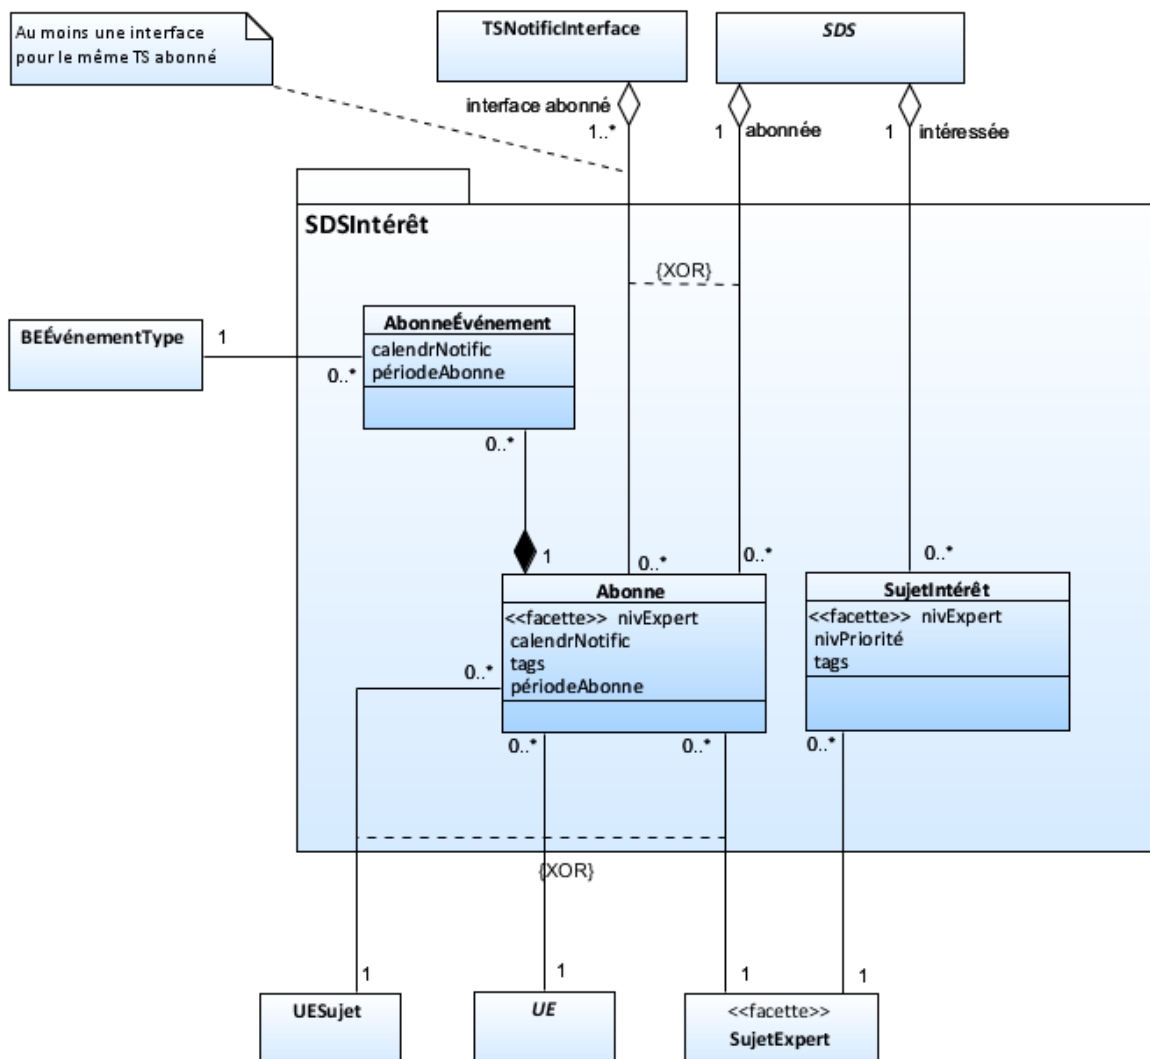 Au moins une interface
pour le même TS abonné
TSNotificInterface
SDS
interface abonné
1..*
1
abonnée
1
intéressée
SDSIntérêt
{XOR}
BEÉvénementType
1
0..*
AbonneÉvénement
calendrNotific
périodeAbonne
0..*
1
0..*
0..*
0..*
Abonne
<<facette>> nivExpert
calendrNotific
tags
périodeAbonne
SujetIntérêt
<<facette>> nivExpert
nivPriorité
tags
0..*
0..*
0..*
0..*
{XOR}
1
1
1
1
UESujet
UE
<<facette>>
SujetExpert